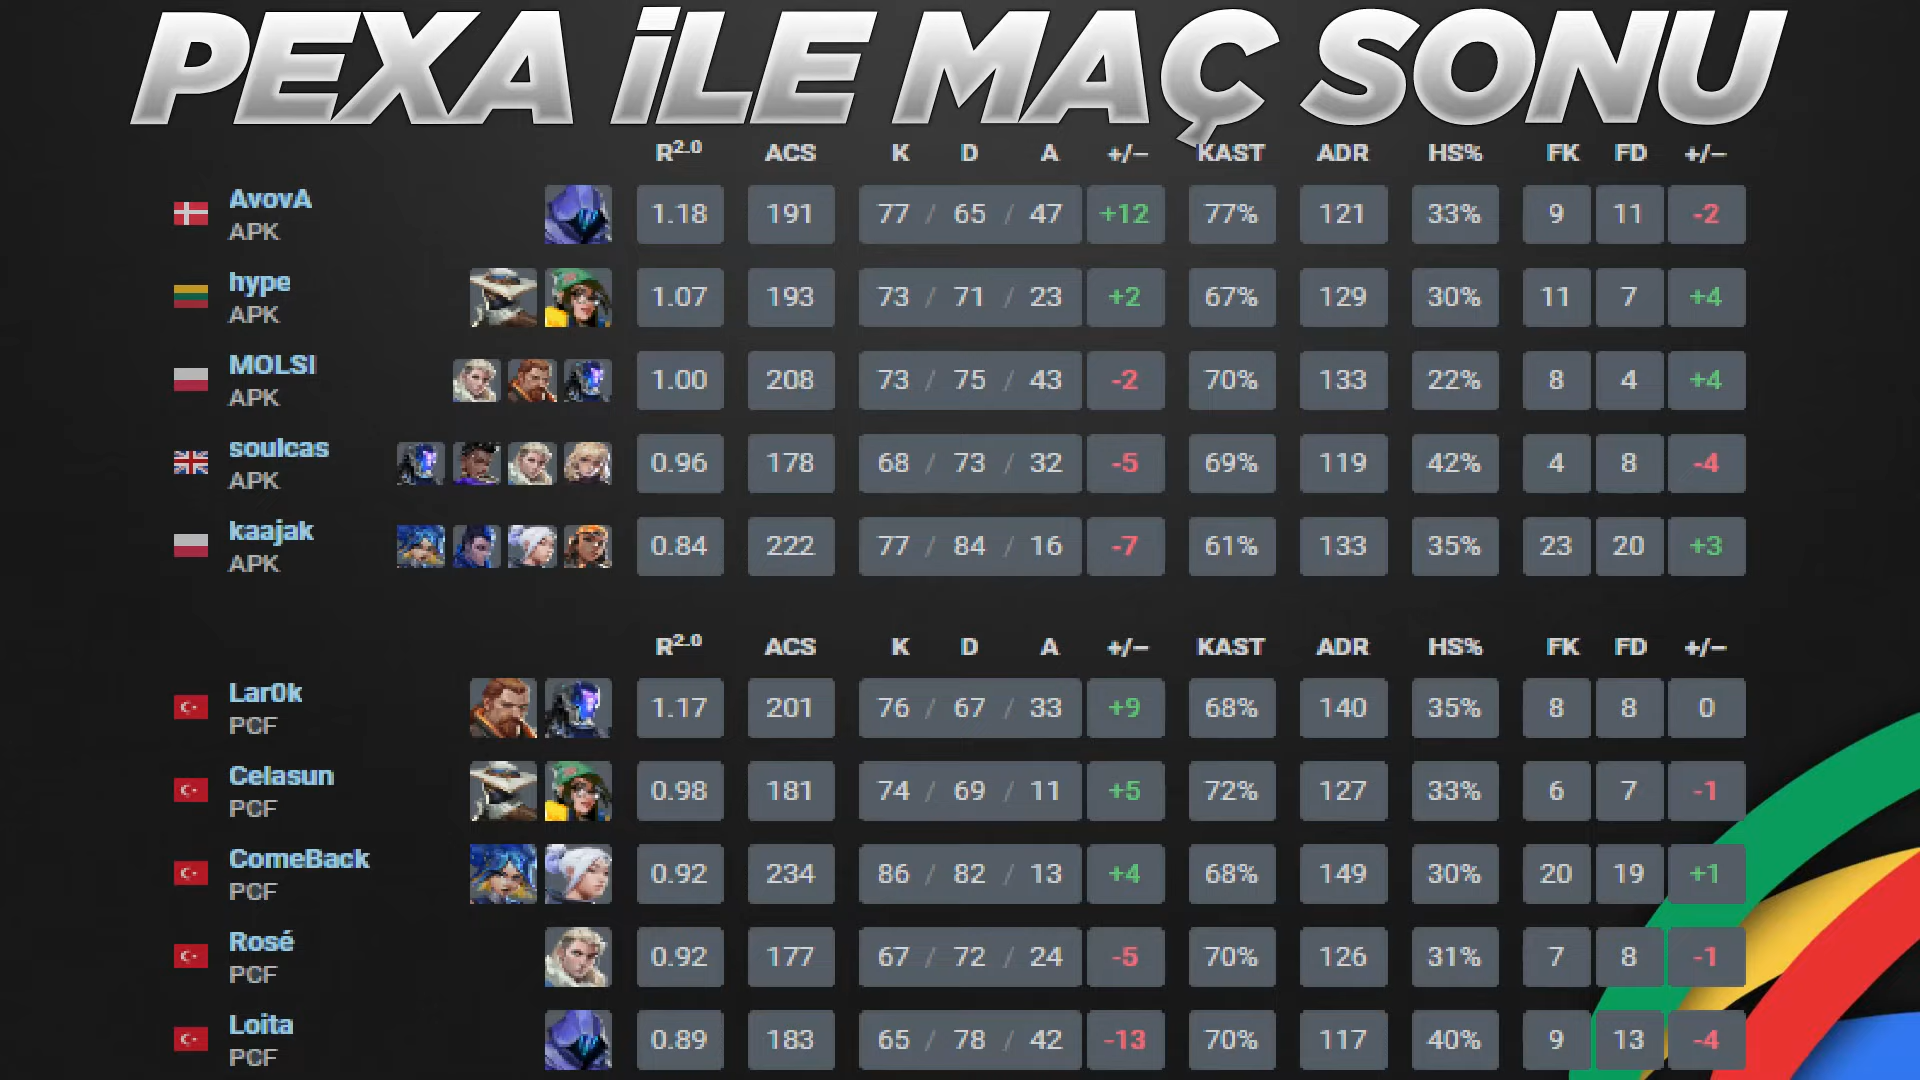 PEXA iLE MAÇ SONU
R2.0 ACS K D A +/– KAST ADR HS% FK FD +/–
AvovA APK 1.18 191 77 / 65 / 47 +12 77% 121 33% 9 11 -2
hype APK 1.07 193 73 / 71 / 23 +2 67% 129 30% 11 7 +4
MOLSI APK 1.00 208 73 / 75 / 43 -2 70% 133 22% 8 4 +4
soulcas APK 0.96 178 68 / 73 / 32 -5 69% 119 42% 4 8 -4
kaajak APK 0.84 222 77 / 84 / 16 -7 61% 133 35% 23 20 +3
R2.0 ACS K D A +/– KAST ADR HS% FK FD +/–
Lar0k PCF 1.17 201 76 / 67 / 33 +9 68% 140 35% 8 8 0
Celasun PCF 0.98 181 74 / 69 / 11 +5 72% 127 33% 6 7 -1
ComeBack PCF 0.92 234 86 / 82 / 13 +4 68% 149 30% 20 19 +1
Rosé PCF 0.92 177 67 / 72 / 24 -5 70% 126 31% 7 8 -1
Loita PCF 0.89 183 65 / 78 / 42 -13 70% 117 40% 9 13 -4